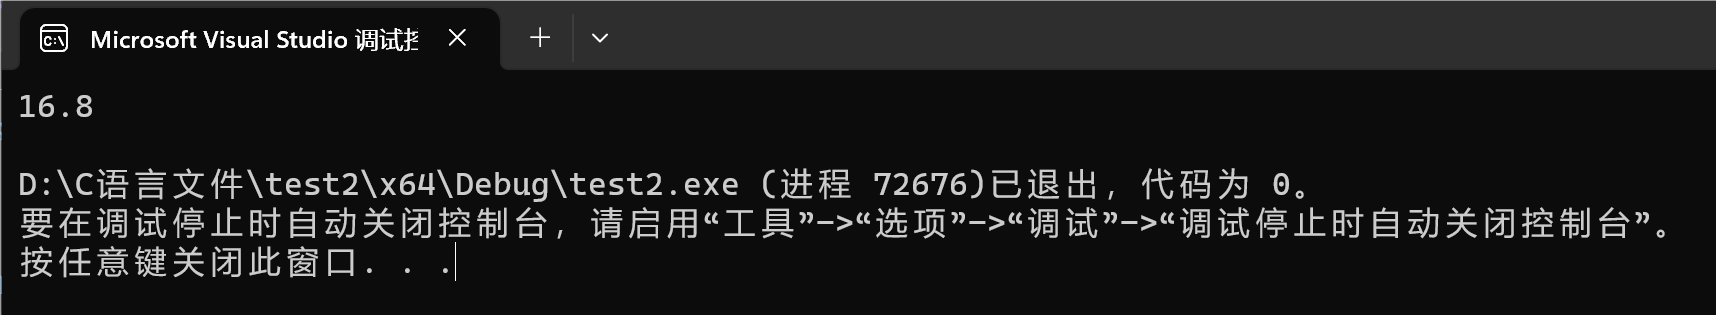 Microsoft Visual Studio 调试控
16.8
D:\C语言文件\test2\x64\Debug\test2.exe (进程 72676)已退出，代码为 0。
要在调试停止时自动关闭控制台，请启用“工具”->“选项”->“调试”->“调试停止时自动关闭控制台”。
按任意键关闭此窗口. . .